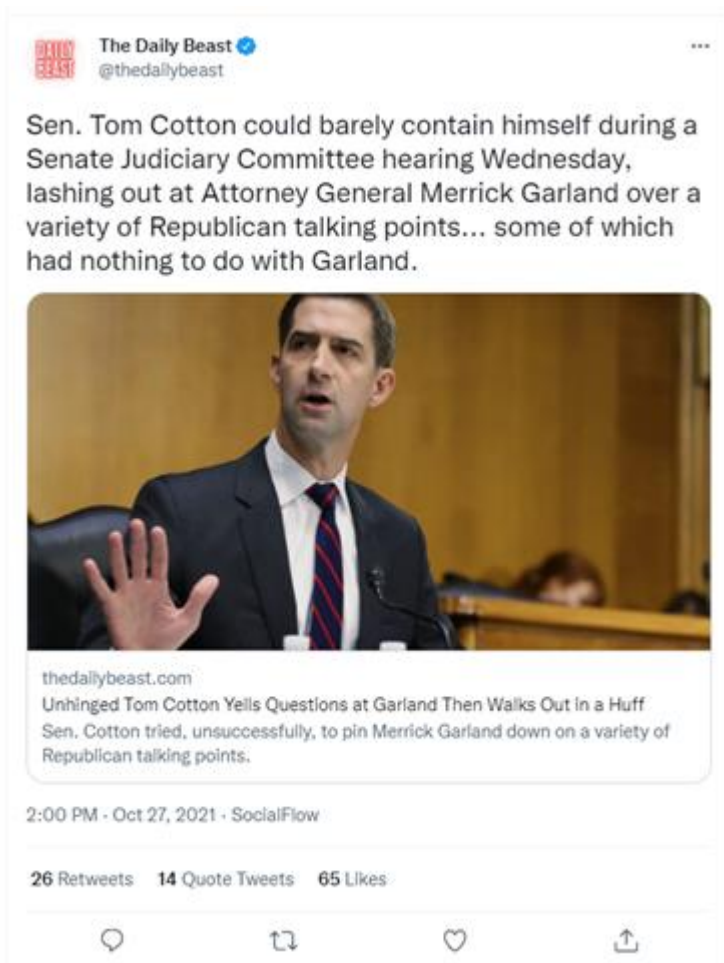 DAILY
BEAST
The Daily Beast
@thedailybeast
Sen. Tom Cotton could barely contain himself during a
Senate Judiciary Committee hearing Wednesday,
lashing out at Attorney General Merrick Garland over a
variety of Republican talking points... some of which
had nothing to do with Garland.
thedailybeast.com
Unhinged Tom Cotton Yells Questions at Garland Then Walks Out in a Huff
Sen. Cotton tried, unsuccessfully, to pin Merrick Garland down on a variety of
Republican talking points.
2:00 PM · Oct 27, 2021 · SocialFlow
26 Retweets 14 Quote Tweets 65 Likes